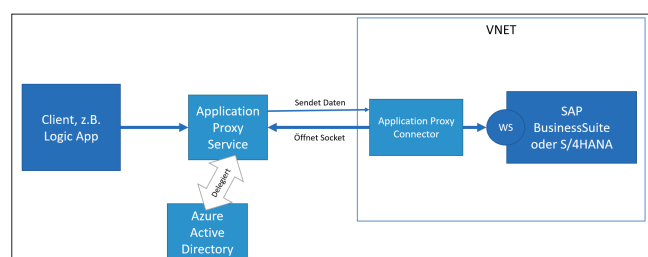 VNET
Client, z.B.
Logic App
Application
Proxy
Service
Sendet Daten
Öffnet Socket
Application Proxy
Connector
WS
SAP
BusinessSuite
oder S/4HANA
Delegiert
Azure
Active
Directory